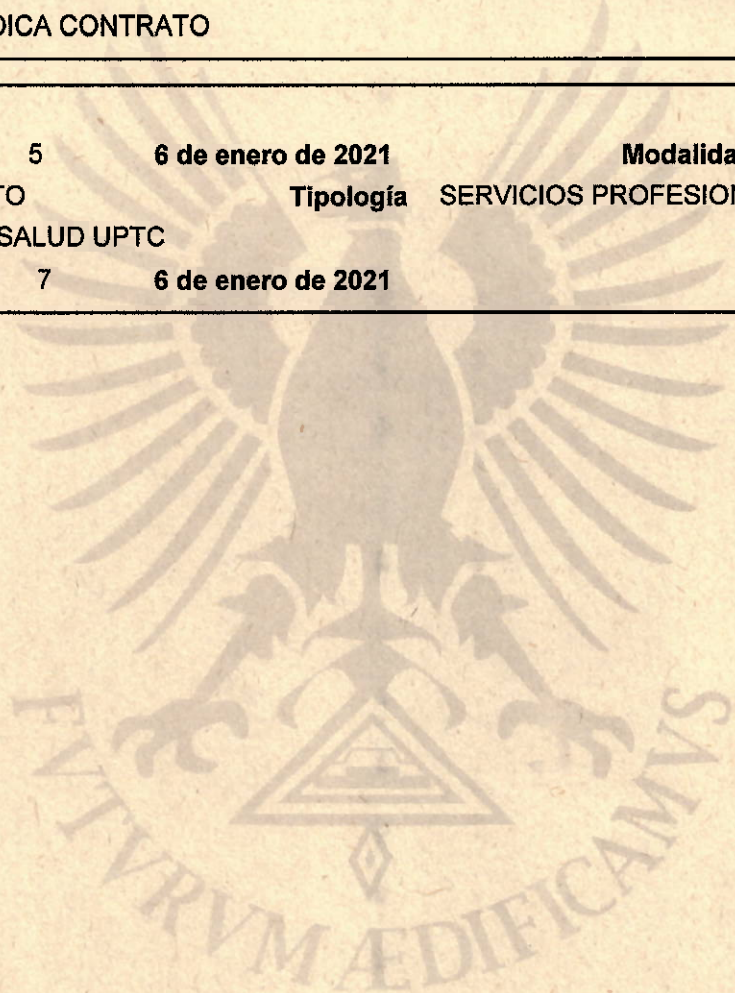 DICA CONTRATO
5 6 de enero de 2021 Modalida
TO Tipología SERVICIOS PROFESION
SALUD UPTC
7 6 de enero de 2021
FVTVRVM ÆDIFICAMVS